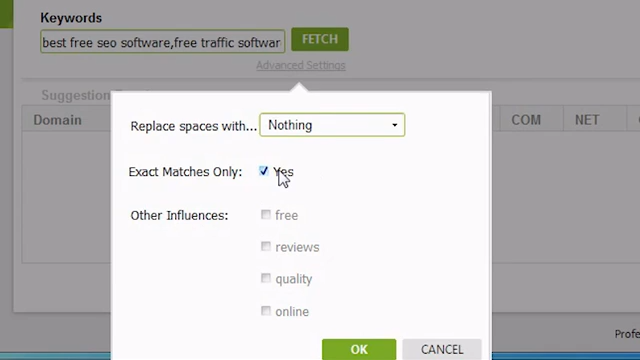 Keywords
best free seo software,free traffic softwar
FETCH
Advanced Settings
Domain
COM
NET
Replace spaces with...
Nothing
Exact Matches Only:
Yes
Other Influences:
free
reviews
quality
online
OK
CANCEL